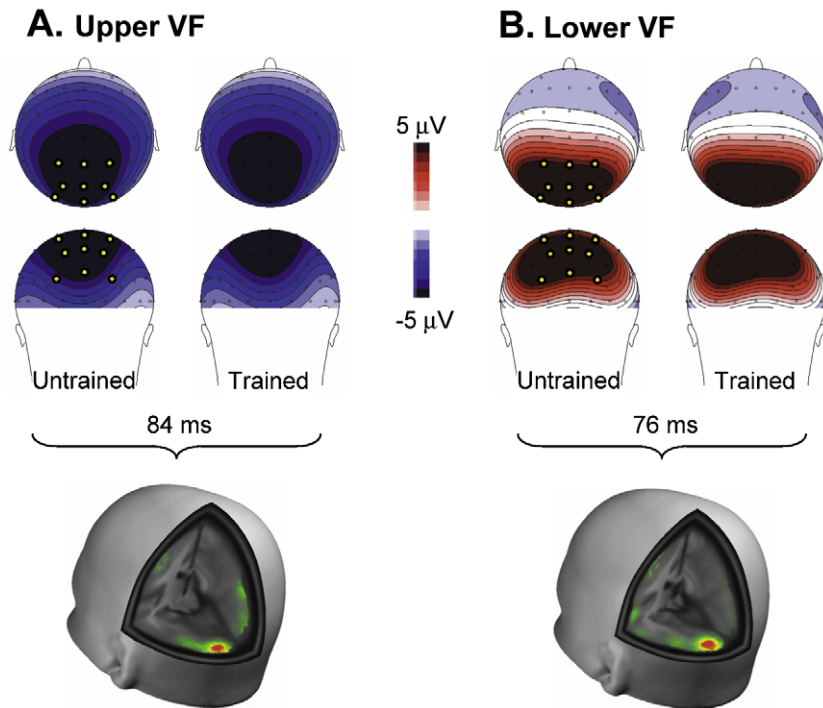 A. Upper VF
B. Lower VF
5 μV
-5 μV
Untrained
Trained
Untrained
Trained
84 ms
76 ms